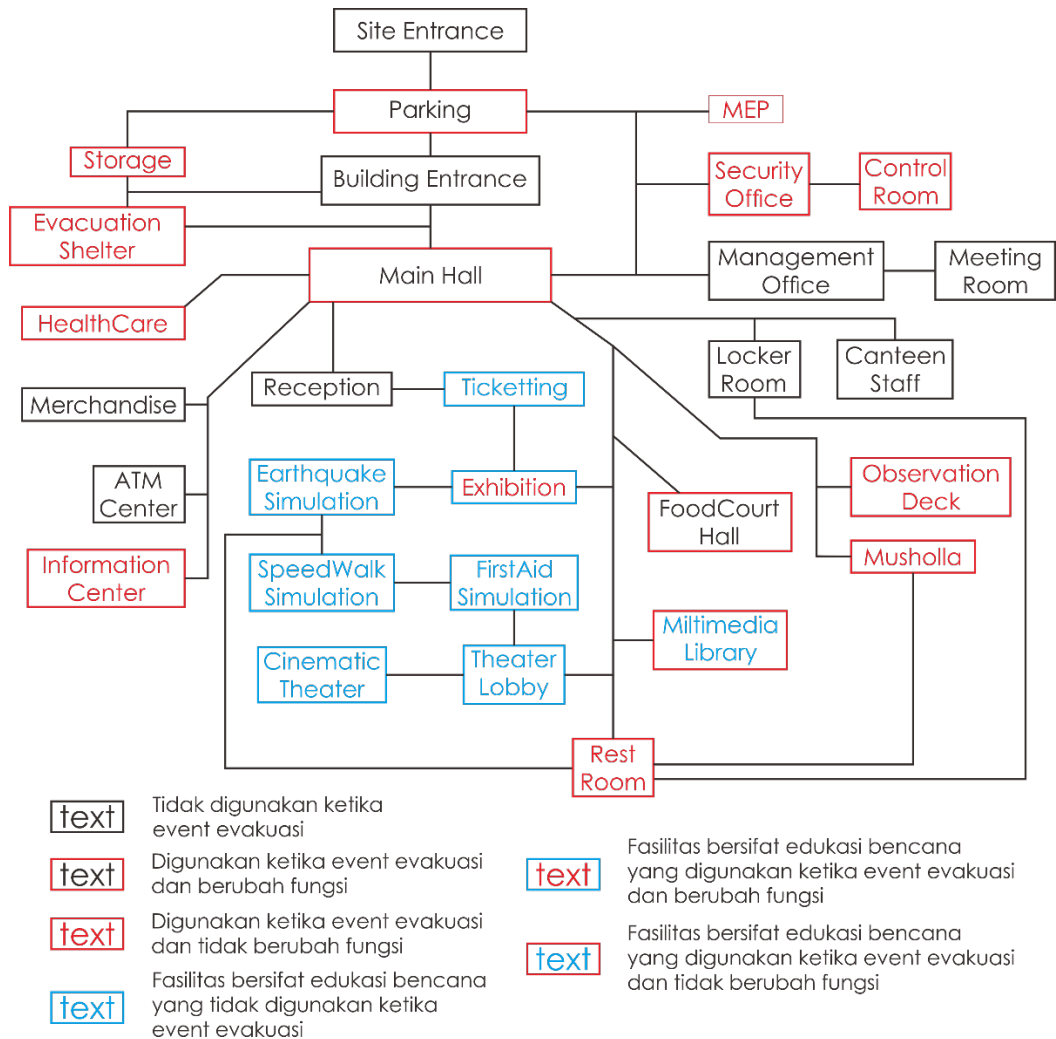 Site Entrance
Parking
MEP
Storage
Building Entrance
Security
Office
Control
Room
Evacuation
Shelter
Main Hall
Management
Office
Meeting
Room
HealthCare
Locker
Room
Canteen
Staff
Merchandise
Reception
Ticketting
ATM
Center
Earthquake
Simulation
Exhibition
FoodCourt
Hall
Observation
Deck
Information
Center
SpeedWalk
Simulation
FirstAid
Simulation
Musholla
Cinematic
Theater
Theater
Lobby
Miltimedia
Library
Rest
Room
text
Tidak digunakan ketika
event evakuasi
text
Digunakan ketika event evakuasi
dan berubah fungsi
text
Digunakan ketika event evakuasi
dan tidak berubah fungsi
text
Fasilitas bersifat edukasi bencana
yang tidak digunakan ketika
event evakuasi
text
Fasilitas bersifat edukasi bencana
yang digunakan ketika event evakuasi
dan berubah fungsi
text
Fasilitas bersifat edukasi bencana
yang digunakan ketika event evakuasi
dan tidak berubah fungsi